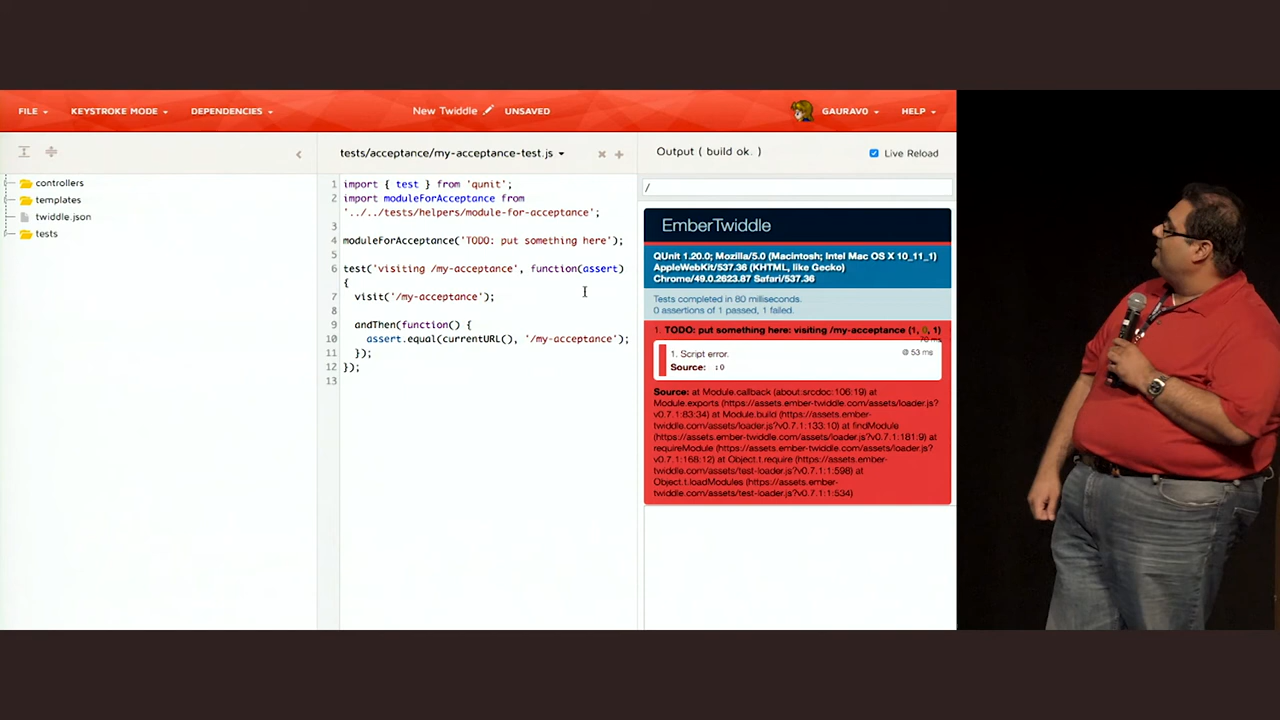 FILE KEYSTROKE MODE DEPENDENCIES New Twiddle UNSAVED GAURAVO HELP
controllers
templates
twiddle.json
tests
tests/acceptance/my-acceptance-test.js
1 import { test } from 'qunit';
2 import moduleForAcceptance from
'../../tests/helpers/module-for-acceptance';
3
4 moduleForAcceptance('TODO: put something here');
5
6 test('visiting /my-acceptance', function(assert)
{
7 visit('/my-acceptance');
8
9 andThen(function() {
10 assert.equal(currentURL(), '/my-acceptance');
11 });
12 });
13
Output ( build ok. ) Live Reload
/
EmberTwiddle
QUnit 1.20.0; Mozilla/5.0 (Macintosh; Intel Mac OS X 10_11_1)
AppleWebKit/537.36 (KHTML, like Gecko)
Chrome/49.0.2623.87 Safari/537.36
Tests completed in 80 milliseconds.
0 assertions of 1 passed, 1 failed.
1. TODO: put something here: visiting /my-acceptance (1, 0, 1)
70 ms
1. Script error. @ 53 ms
Source: :0
Source: at Module.callback (about:srcdoc:106:19) at
Module.exports (https://assets.ember-twiddle.com/assets/loader.js?
v0.7.1:83:34) at Module.build (https://assets.ember-
twiddle.com/assets/loader.js?v0.7.1:133:10) at findModule
(https://assets.ember-twiddle.com/assets/loader.js?v0.7.1:181:9) at
requireModule (https://assets.ember-twiddle.com/assets/loader.js?
v0.7.1:168:12) at Object.t.require (https://assets.ember-
twiddle.com/assets/test-loader.js?v0.7.1:1:598) at
Object.t.loadModules (https://assets.ember-
twiddle.com/assets/test-loader.js?v0.7.1:1:534)